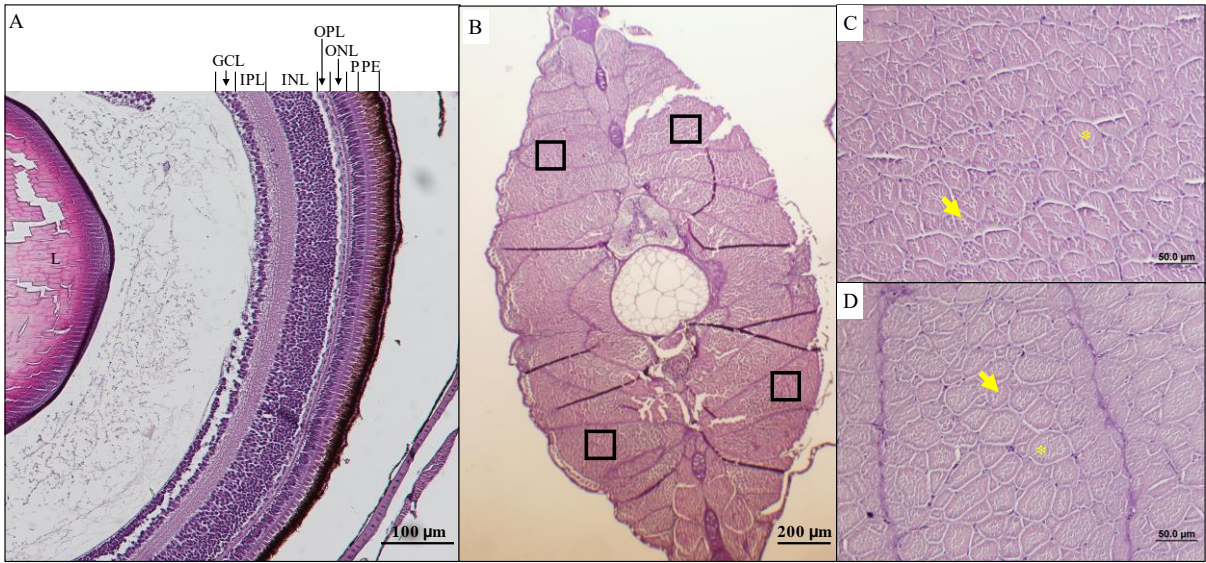 A
OPL
ONL
GCL
IPL
INL
P
PE
L
100 µm
B
200 µm
C
*
50.0 µm
D
*
50.0 µm